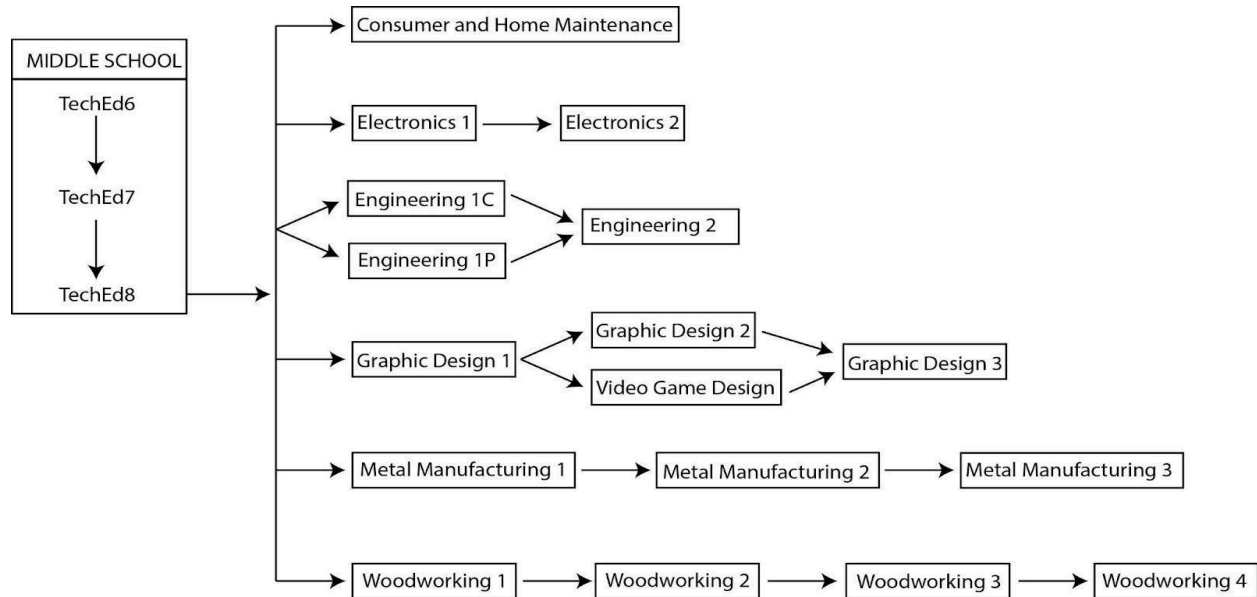 MIDDLE SCHOOL
TechEd6
TechEd7
TechEd8
Consumer and Home Maintenance
Electronics 1
Electronics 2
Engineering 1C
Engineering 1P
Engineering 2
Graphic Design 1
Graphic Design 2
Video Game Design
Graphic Design 3
Metal Manufacturing 1
Metal Manufacturing 2
Metal Manufacturing 3
Woodworking 1
Woodworking 2
Woodworking 3
Woodworking 4